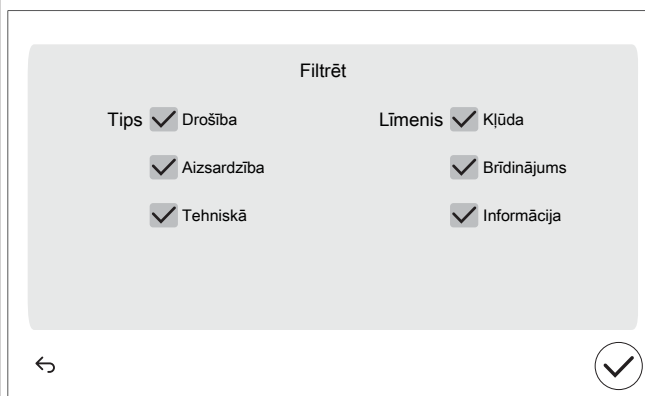 Filtrēt
Tips Drošība Līmenis Kļūda
Aizsardzība Brīdinājums
Tehniskā Informācija